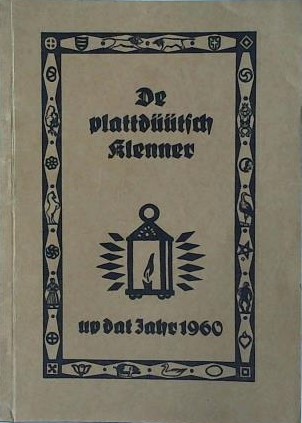 De
plattdüütsch
Klenner
up dat Jahr 1960